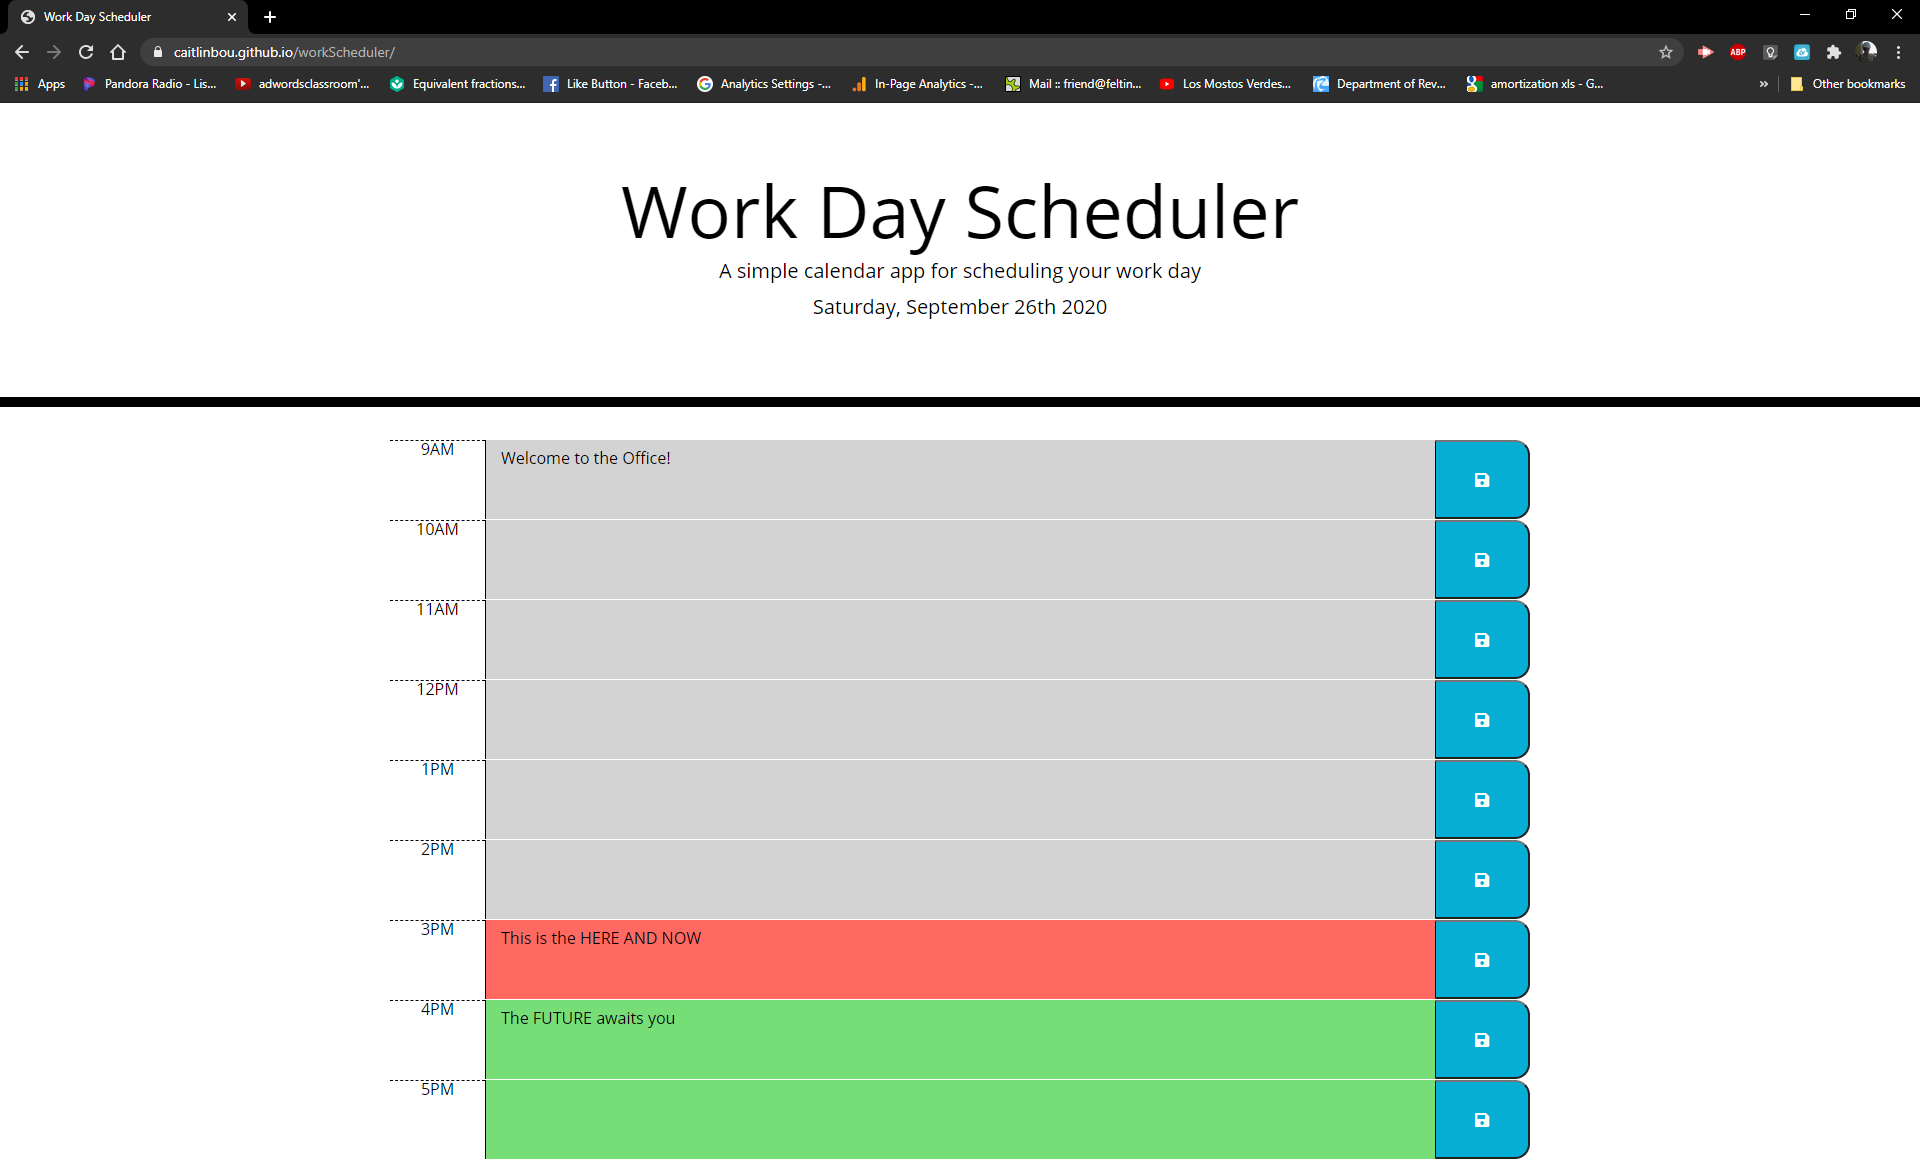 Work Day Scheduler
caitlinbou.github.io/workScheduler/
ABP
Apps
Pandora Radio - Lis...
adwordsclassroom'...
Equivalent fractions...
Like Button - Faceb...
Analytics Settings -...
In-Page Analytics -...
Mail :: friend@feltin...
Los Mostos Verdes...
Department of Rev...
amortization xls - G...
Other bookmarks
Work Day Scheduler
A simple calendar app for scheduling your work day
Saturday, September 26th 2020
9AM
Welcome to the Office!
10AM
11AM
12PM
1PM
2PM
3PM
This is the HERE AND NOW
4PM
The FUTURE awaits you
5PM